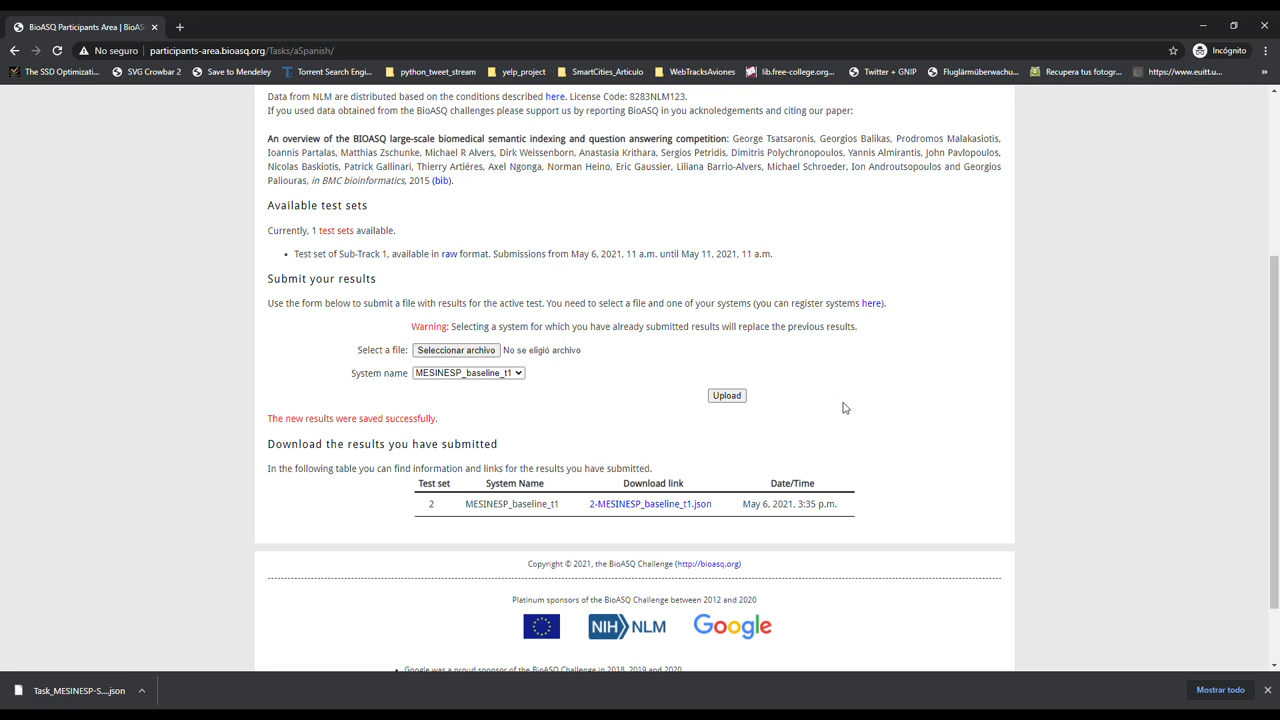 BioASQ Participants Area | BioAS
No seguro | participants-area.bioasq.org/Tasks/aSpanish/
Incógnito
The SSD Optimizati... SVG Crowbar 2 Save to Mendeley Torrent Search Engi... python_tweet_stream yelp_project SmartCities_Articulo WebTracksAviones lib.free-college.org... Twitter + GNIP Fluglärmüberwachu... Recupera tus fotogr... https://www.euitt.u... »
Data from NLM are distributed based on the conditions described here. License Code: 8283NLM123.
If you used data obtained from the BioASQ challenges please support us by reporting BioASQ in you acknoledgements and citing our paper:
An overview of the BIOASQ large-scale biomedical semantic indexing and question answering competition: George Tsatsaronis, Georgios Balikas, Prodromos Malakasiotis,
Ioannis Partalas, Matthias Zschunke, Michael R Alvers, Dirk Weissenborn, Anastasia Krithara, Sergios Petridis, Dimitris Polychronopoulos, Yannis Almirantis, John Pavlopoulos,
Nicolas Baskiotis, Patrick Gallinari, Thierry Artiéres, Axel Ngonga, Norman Heino, Eric Gaussier, Liliana Barrio-Alvers, Michael Schroeder, Ion Androutsopoulos and Georgios
Paliouras, in BMC bioinformatics, 2015 (bib).
Available test sets
Currently, 1 test sets available.
• Test set of Sub-Track 1, available in raw format. Submissions from May 6, 2021, 11 a.m. until May 11, 2021, 11 a.m.
Submit your results
Use the form below to submit a file with results for the active test. You need to select a file and one of your systems (you can register systems here).
Warning: Selecting a system for which you have already submitted results will replace the previous results.
Select a file: Seleccionar archivo No se eligió archivo
System name MESINESP_baseline_t1
Upload
The new results were saved successfully.
Download the results you have submitted
In the following table you can find information and links for the results you have submitted.
Test set System Name Download link Date/Time
2 MESINESP_baseline_t1 2-MESINESP_baseline_t1.json May 6, 2021, 3:35 p.m.
Copyright © 2021, the BioASQ Challenge (http://bioasq.org)
Platinum sponsors of the BioASQ Challenge between 2012 and 2020
NIH NLM Google
• Google was a proud sponsor of the BioASQ Challenge in 2018, 2019 and 2020
Task_MESINESP-S....json
Mostrar todo